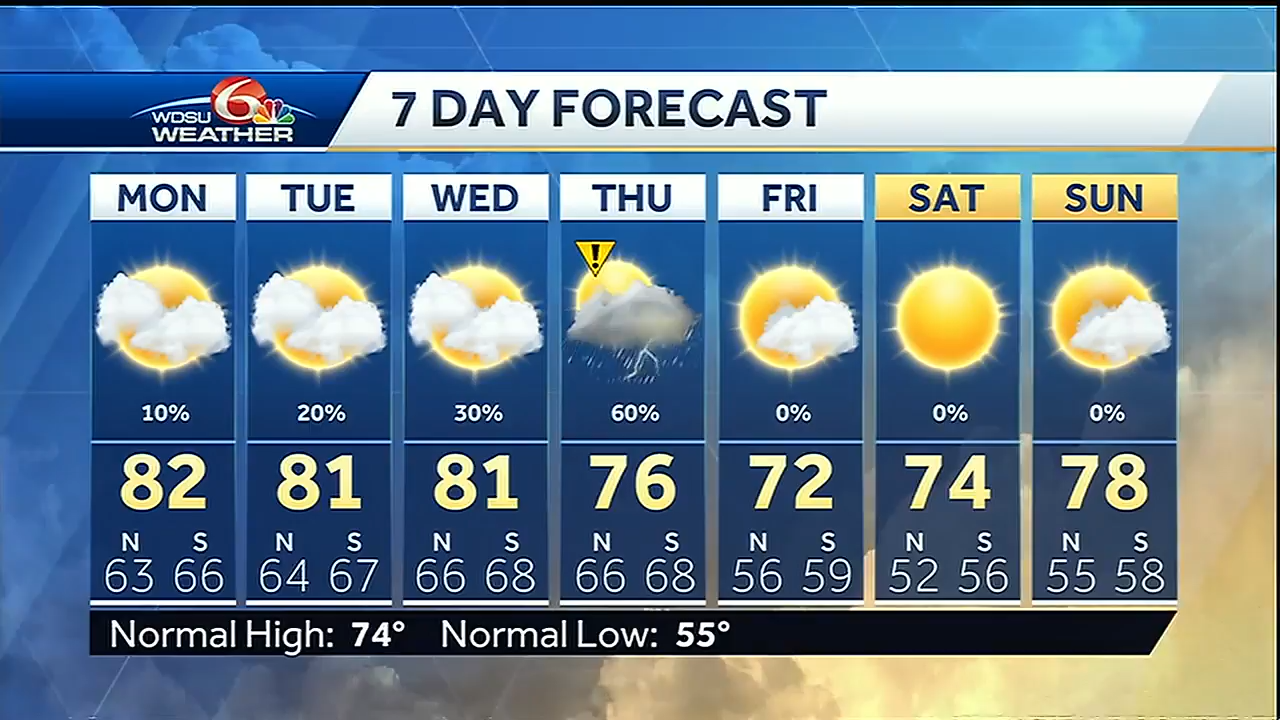 WDSU 6
WEATHER
7 DAY FORECAST
MON TUE WED THU FRI SAT SUN
!
10% 20% 30% 60% 0% 0% 0%
82 81 81 76 72 74 78
N S N S N S N S N S N S N S
63 66 64 67 66 68 66 68 56 59 52 56 55 58
Normal High: 74° Normal Low: 55°